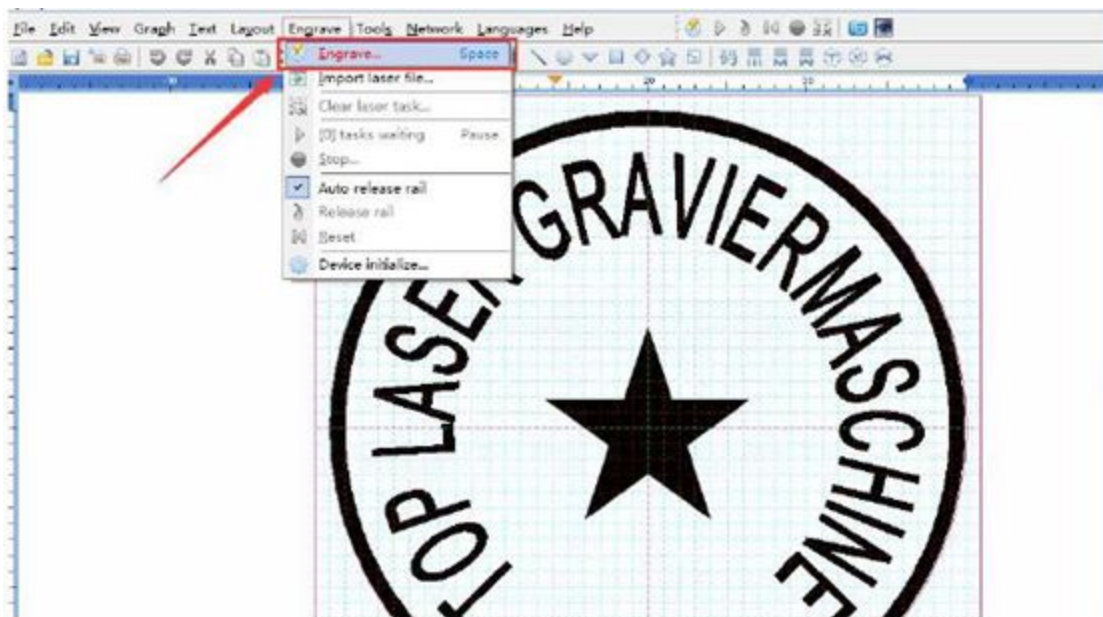 File Edit View Graph Text Layout Engrave Tools Network Languages Help
Engrave... Space
Import laser file...
Clear laser task...
[0] tasks waiting Pause
Stop...
Auto release rail
Release rail
Reset
Device initialize...
TOP LASER GRAVIERMASCHINE